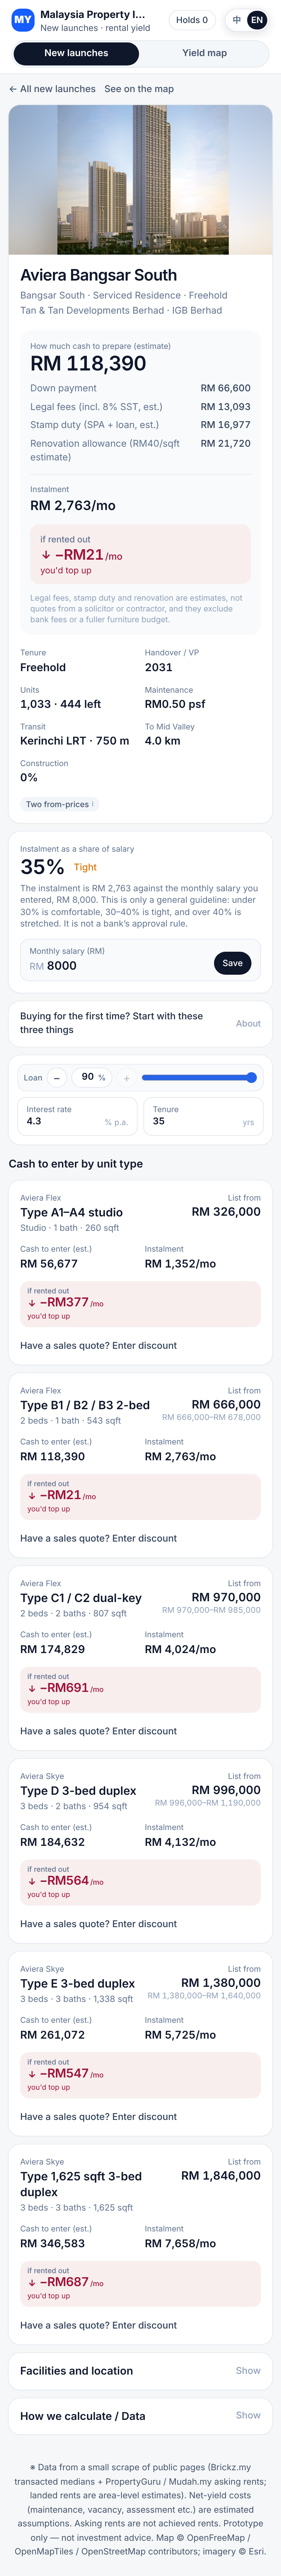 MY
Malaysia Property I...
New launches · rental yield
Holds 0
中
EN
New launches
Yield map
← All new launches
See on the map
Aviera Bangsar South
Bangsar South · Serviced Residence · Freehold
Tan & Tan Developments Berhad · IGB Berhad
How much cash to prepare (estimate)
RM 118,390
Down payment RM 66,600
Legal fees (incl. 8% SST, est.) RM 13,093
Stamp duty (SPA + loan, est.) RM 16,977
Renovation allowance (RM40/sqft RM 21,720
estimate)
Instalment
RM 2,763/mo
if rented out
↓ −RM21/mo
you'd top up
Legal fees, stamp duty and renovation are estimates, not
quotes from a solicitor or contractor, and they exclude
bank fees or a fuller furniture budget.
Tenure Handover / VP
Freehold 2031
Units Maintenance
1,033 · 444 left RM0.50 psf
Transit To Mid Valley
Kerinchi LRT · 750 m 4.0 km
Construction
0%
Two from-prices i
Instalment as a share of salary
35% Tight
The instalment is RM 2,763 against the monthly salary you
entered, RM 8,000. This is only a general guideline: under
30% is comfortable, 30–40% is tight, and over 40% is
stretched. It is not a bank's approval rule.
Monthly salary (RM)
RM 8000
Save
Buying for the first time? Start with these
three things
About
Loan − 90 % +
Interest rate Tenure
4.3 % p.a. 35 yrs
Cash to enter by unit type
Aviera Flex List from
Type A1–A4 studio RM 326,000
Studio · 1 bath · 260 sqft
Cash to enter (est.) Instalment
RM 56,677 RM 1,352/mo
if rented out
↓ −RM377/mo
you'd top up
Have a sales quote? Enter discount
Aviera Flex List from
Type B1 / B2 / B3 2-bed RM 666,000
2 beds · 1 bath · 543 sqft RM 666,000–RM 678,000
Cash to enter (est.) Instalment
RM 118,390 RM 2,763/mo
if rented out
↓ −RM21/mo
you'd top up
Have a sales quote? Enter discount
Aviera Flex List from
Type C1 / C2 dual-key RM 970,000
2 beds · 2 baths · 807 sqft RM 970,000–RM 985,000
Cash to enter (est.) Instalment
RM 174,829 RM 4,024/mo
if rented out
↓ −RM691/mo
you'd top up
Have a sales quote? Enter discount
Aviera Skye List from
Type D 3-bed duplex RM 996,000
3 beds · 2 baths · 954 sqft RM 996,000–RM 1,190,000
Cash to enter (est.) Instalment
RM 184,632 RM 4,132/mo
if rented out
↓ −RM564/mo
you'd top up
Have a sales quote? Enter discount
Aviera Skye List from
Type E 3-bed duplex RM 1,380,000
3 beds · 3 baths · 1,338 sqft RM 1,380,000–RM 1,640,000
Cash to enter (est.) Instalment
RM 261,072 RM 5,725/mo
if rented out
↓ −RM547/mo
you'd top up
Have a sales quote? Enter discount
Aviera Skye List from
Type 1,625 sqft 3-bed RM 1,846,000
duplex
3 beds · 3 baths · 1,625 sqft
Cash to enter (est.) Instalment
RM 346,583 RM 7,658/mo
if rented out
↓ −RM687/mo
you'd top up
Have a sales quote? Enter discount
Facilities and location Show
How we calculate / Data Show
※ Data from a small scrape of public pages (Brickz.my
transacted medians + PropertyGuru / Mudah.my asking rents;
landed rents are area-level estimates). Net-yield costs
(maintenance, vacancy, assessment etc.) are estimated
assumptions. Asking rents are not achieved rents. Prototype
only — not investment advice. Map © OpenFreeMap /
OpenMapTiles / OpenStreetMap contributors; imagery © Esri.